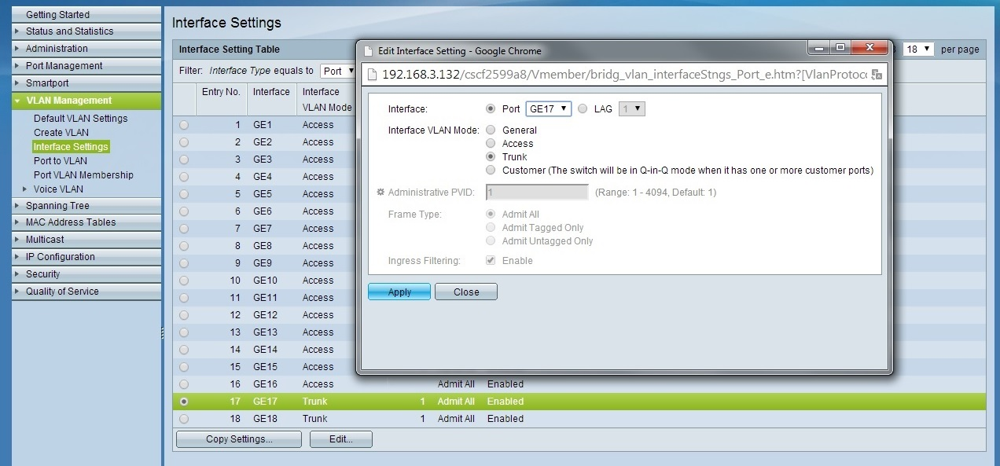 Getting Started
Status and Statistics
Administration
Port Management
Smartport
VLAN Management
Default VLAN Settings
Create VLAN
Interface Settings
Port to VLAN
Port VLAN Membership
Voice VLAN
Spanning Tree
MAC Address Tables
Multicast
IP Configuration
Security
Quality of Service
Interface Settings
Interface Setting Table
18 per page
Filter: Interface Type equals to Port
Entry No. Interface Interface VLAN Mode
1 GE1 Access
2 GE2 Access
3 GE3 Access
4 GE4 Access
5 GE5 Access
6 GE6 Access
7 GE7 Access
8 GE8 Access
9 GE9 Access
10 GE10 Access
11 GE11 Access
12 GE12 Access
13 GE13 Access
14 GE14 Access
15 GE15 Access
16 GE16 Access Admit All Enabled
17 GE17 Trunk 1 Admit All Enabled
18 GE18 Trunk 1 Admit All Enabled
Copy Settings... Edit...
Edit Interface Setting - Google Chrome
192.168.3.132/cscf2599a8/Vmember/bridg_vlan_interfaceStngs_Port_e.htm?[VlanProtoco
Interface: Port GE17 LAG 1
Interface VLAN Mode: General
Access
Trunk
Customer (The switch will be in Q-in-Q mode when it has one or more customer ports)
Administrative PVID: 1 (Range: 1 - 4094, Default: 1)
Frame Type: Admit All
Admit Tagged Only
Admit Untagged Only
Ingress Filtering: Enable
Apply Close